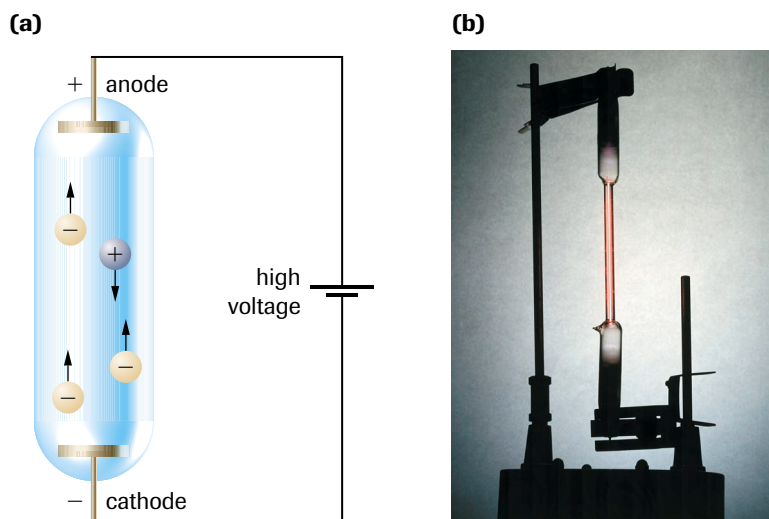 (a)
(b)
+ anode
−
+
−
−
high
voltage
− cathode